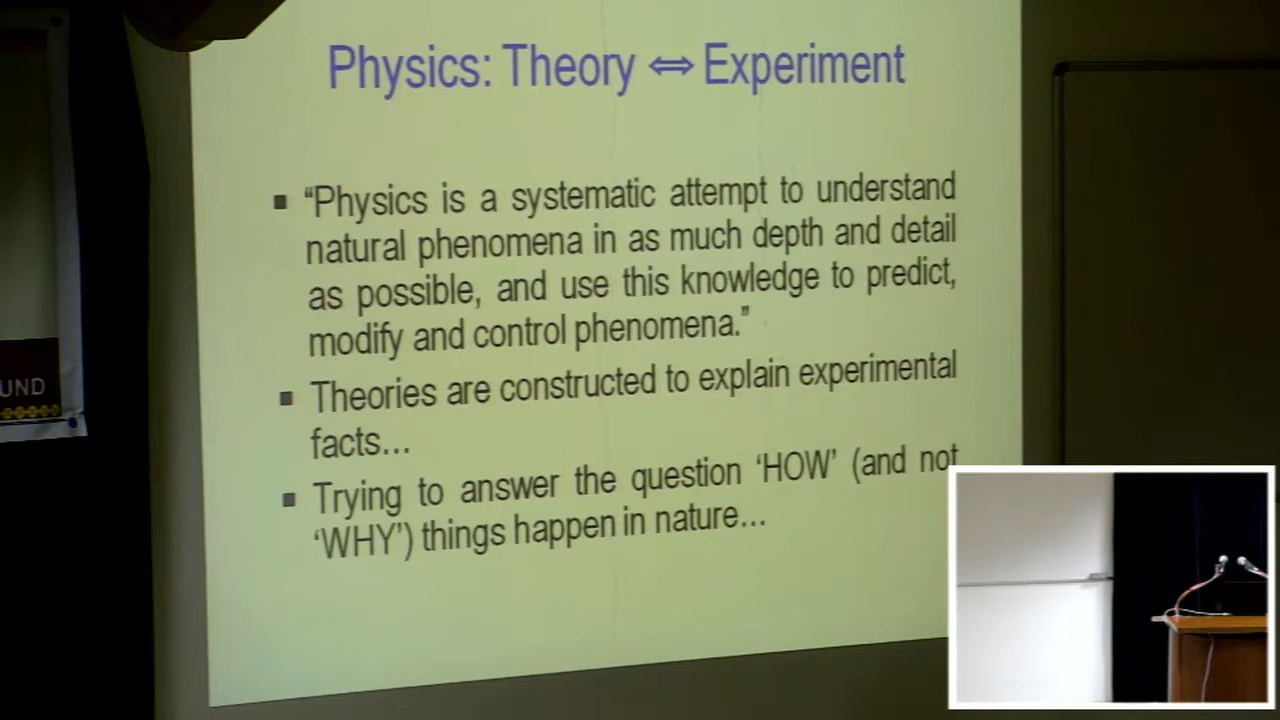 Physics: Theory ⇔ Experiment
▪ “Physics is a systematic attempt to understand
natural phenomena in as much depth and detail
as possible, and use this knowledge to predict,
modify and control phenomena.”
▪ Theories are constructed to explain experimental
facts...
▪ Trying to answer the question ‘HOW’ (and not
‘WHY’) things happen in nature...
UND